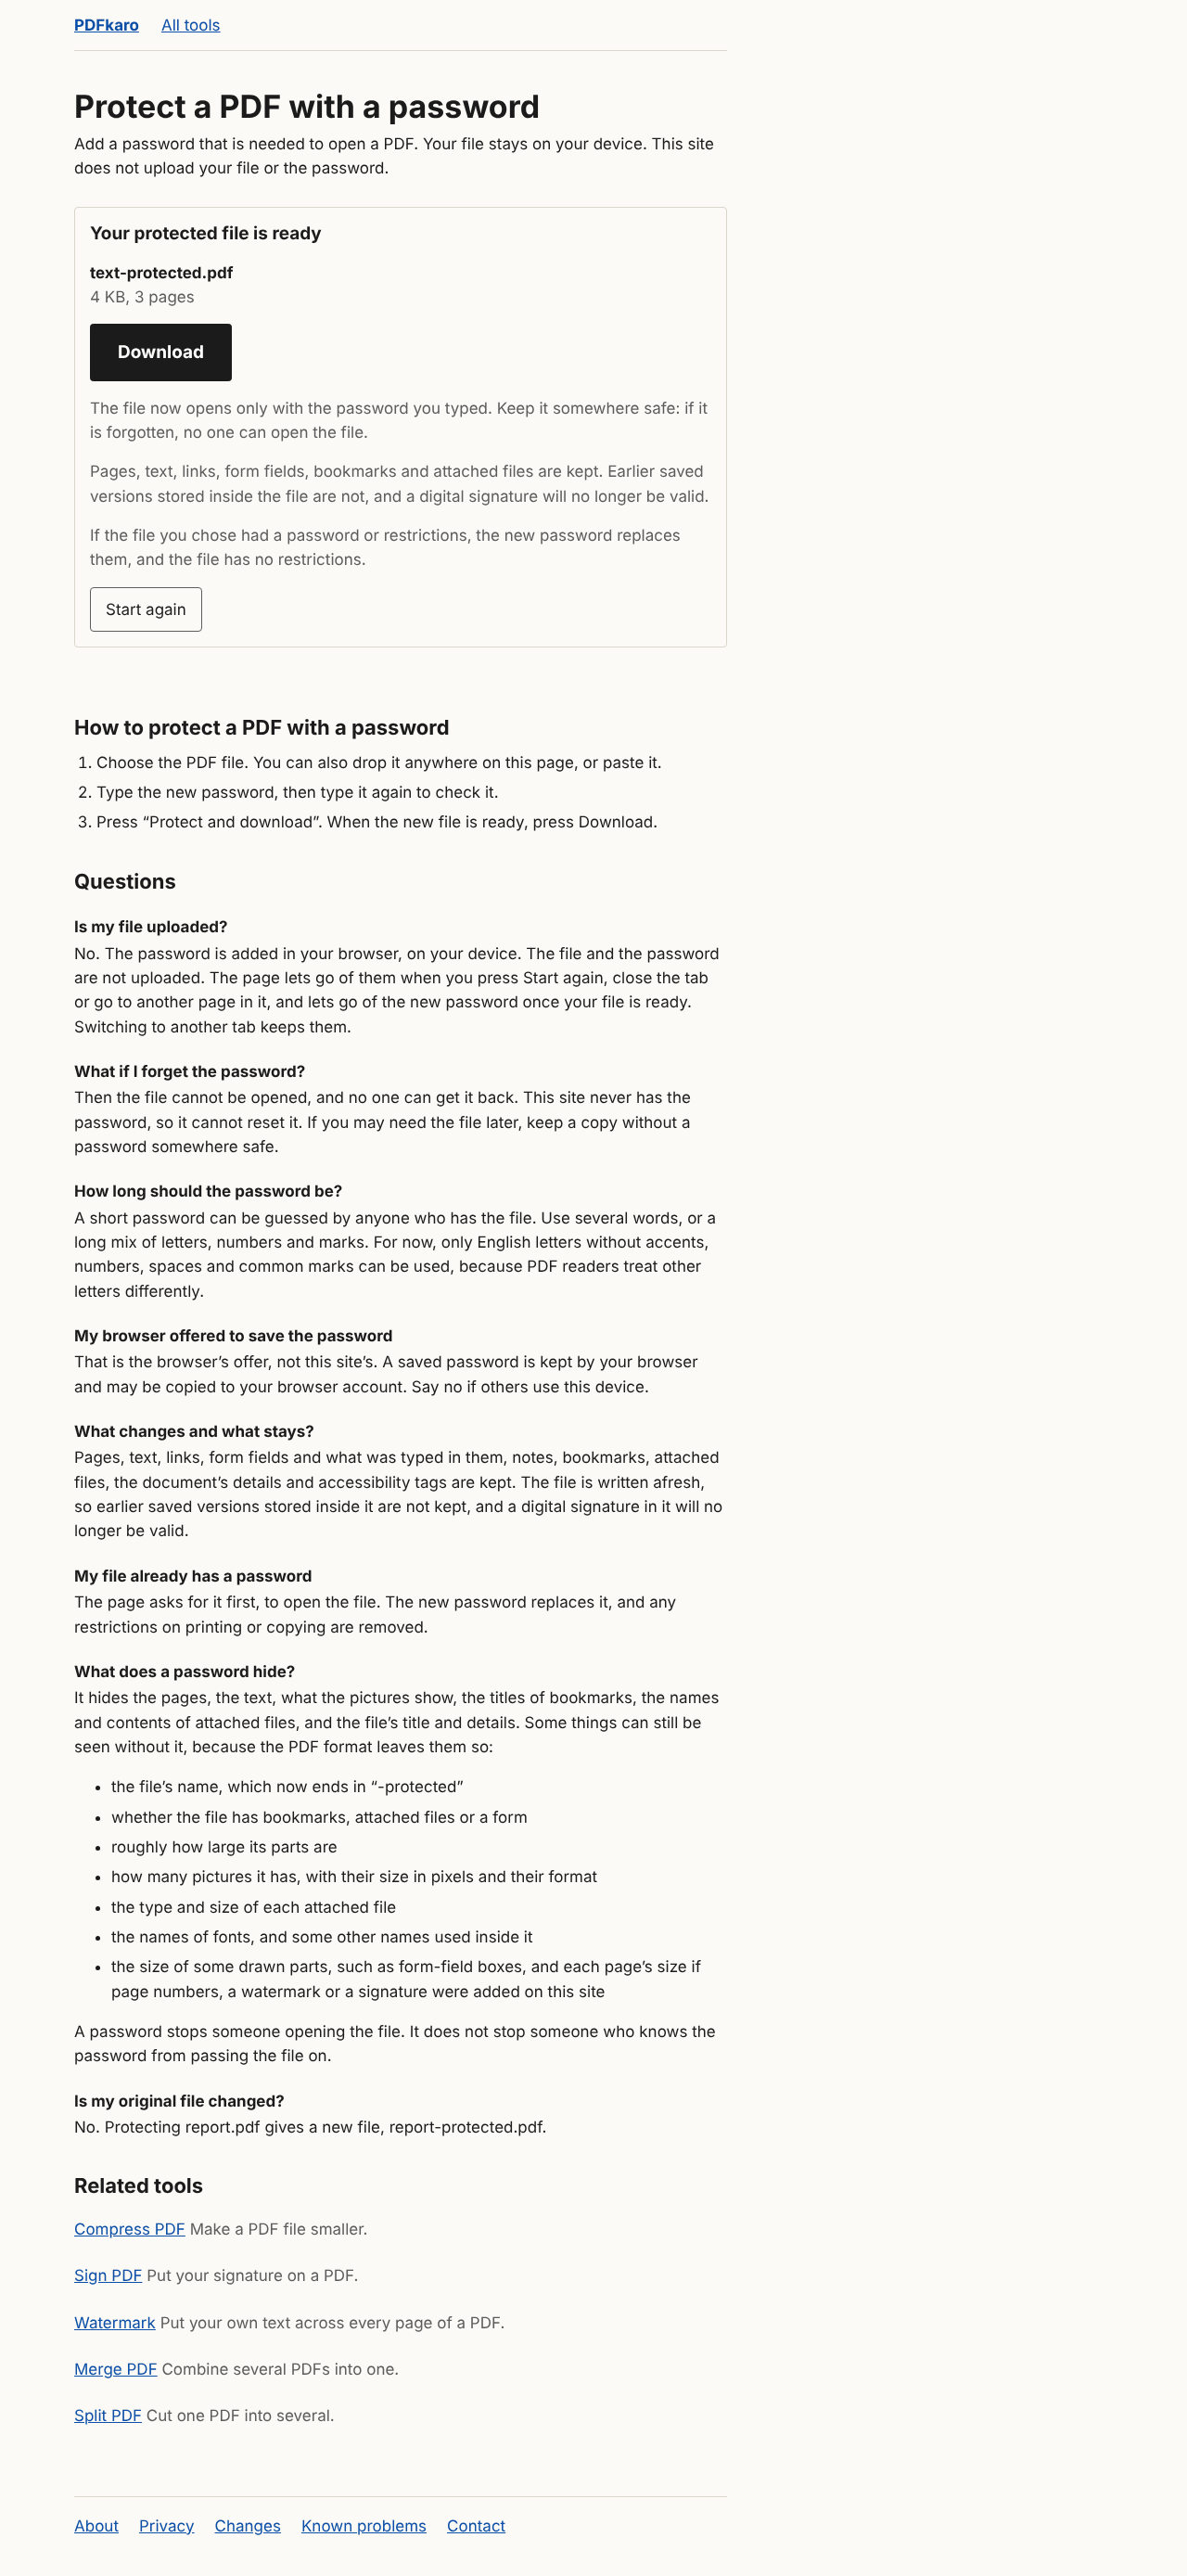 PDFkaro All tools
Protect a PDF with a password
Add a password that is needed to open a PDF. Your file stays on your device. This site
does not upload your file or the password.
Your protected file is ready
text-protected.pdf
4 KB, 3 pages
Download
The file now opens only with the password you typed. Keep it somewhere safe: if it
is forgotten, no one can open the file.
Pages, text, links, form fields, bookmarks and attached files are kept. Earlier saved
versions stored inside the file are not, and a digital signature will no longer be valid.
If the file you chose had a password or restrictions, the new password replaces
them, and the file has no restrictions.
Start again
How to protect a PDF with a password
1. Choose the PDF file. You can also drop it anywhere on this page, or paste it.
2. Type the new password, then type it again to check it.
3. Press “Protect and download”. When the new file is ready, press Download.
Questions
Is my file uploaded?
No. The password is added in your browser, on your device. The file and the password
are not uploaded. The page lets go of them when you press Start again, close the tab
or go to another page in it, and lets go of the new password once your file is ready.
Switching to another tab keeps them.
What if I forget the password?
Then the file cannot be opened, and no one can get it back. This site never has the
password, so it cannot reset it. If you may need the file later, keep a copy without a
password somewhere safe.
How long should the password be?
A short password can be guessed by anyone who has the file. Use several words, or a
long mix of letters, numbers and marks. For now, only English letters without accents,
numbers, spaces and common marks can be used, because PDF readers treat other
letters differently.
My browser offered to save the password
That is the browser’s offer, not this site’s. A saved password is kept by your browser
and may be copied to your browser account. Say no if others use this device.
What changes and what stays?
Pages, text, links, form fields and what was typed in them, notes, bookmarks, attached
files, the document’s details and accessibility tags are kept. The file is written afresh,
so earlier saved versions stored inside it are not kept, and a digital signature in it will no
longer be valid.
My file already has a password
The page asks for it first, to open the file. The new password replaces it, and any
restrictions on printing or copying are removed.
What does a password hide?
It hides the pages, the text, what the pictures show, the titles of bookmarks, the names
and contents of attached files, and the file’s title and details. Some things can still be
seen without it, because the PDF format leaves them so:
• the file’s name, which now ends in “-protected”
• whether the file has bookmarks, attached files or a form
• roughly how large its parts are
• how many pictures it has, with their size in pixels and their format
• the type and size of each attached file
• the names of fonts, and some other names used inside it
• the size of some drawn parts, such as form-field boxes, and each page’s size if
page numbers, a watermark or a signature were added on this site
A password stops someone opening the file. It does not stop someone who knows the
password from passing the file on.
Is my original file changed?
No. Protecting report.pdf gives a new file, report-protected.pdf.
Related tools
Compress PDF Make a PDF file smaller.
Sign PDF Put your signature on a PDF.
Watermark Put your own text across every page of a PDF.
Merge PDF Combine several PDFs into one.
Split PDF Cut one PDF into several.
About Privacy Changes Known problems Contact